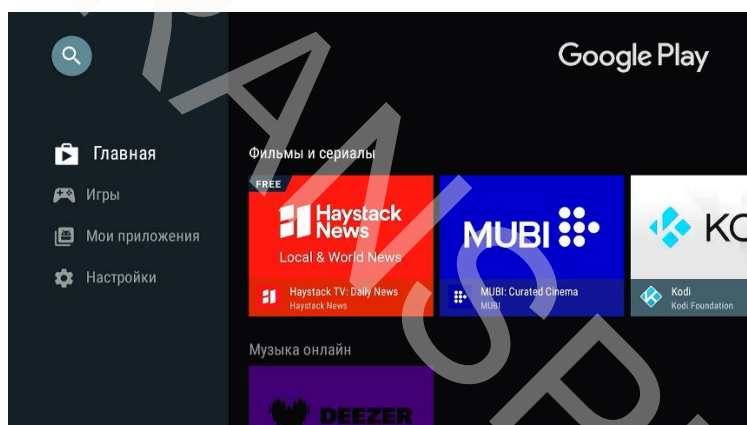 Google Play
Главная
Игры
Мои приложения
Настройки
Фильмы и сериалы
FREE
Haystack
News
Local & World News
Haystack TV: Daily News
Haystack News
MUBI
MUBI: Curated Cinema
MUBI
KO
Kodi
Kodi Foundation
Музыка онлайн
DEEZER